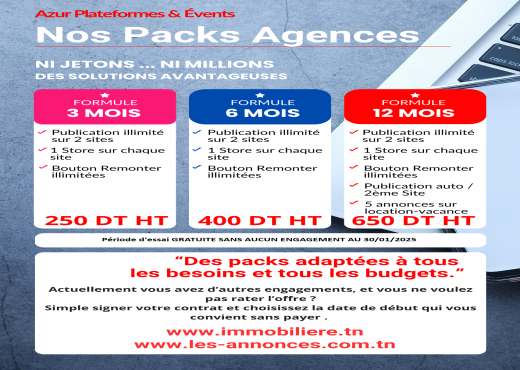 Azur Plateformes & Évents
Nos Packs Agences
NI JETONS ... NI MILLIONS
DES SOLUTIONS AVANTAGEUSES
FORMULE
3 MOIS
Publication illimité
sur 2 sites
1 Store sur chaque
site
Bouton Remonter
illimitées
250 DT HT
FORMULE
6 MOIS
Publication illimité
sur 2 sites
1 Store sur chaque
site
Bouton Remonter
illimitées
400 DT HT
FORMULE
12 MOIS
Publication illimité
sur 2 sites
1 Store sur chaque
site
Bouton Remonter
illimitées
Publication auto /
2ème Site
5 annonces sur
location-vacance
650 DT HT
Période d'essai GRATUITE SANS AUCUN ENGAGEMENT AU 30/01/2025
“Des packs adaptées à tous
les besoins et tous les budgets.”
Actuellement vous avez d’autres engagements, et vous ne voulez
pas rater l’offre ?
Simple signer votre contrat et choisissez la date de début qui vous
convient sans payer .
www.immobiliere.tn
www.les-annonces.com.tn
caps lock